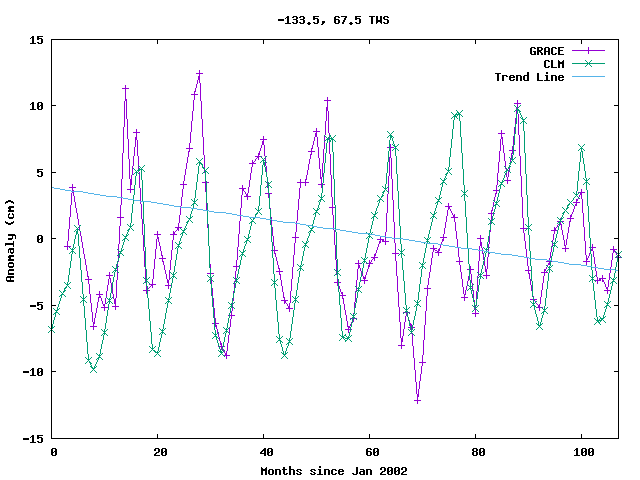 -133.5, 67.5 TWS
GRACE
CLM
Trend Line
15
10
5
0
-5
-10
-15
Anomaly (cm)
0 20 40 60 80 100
Months since Jan 2002